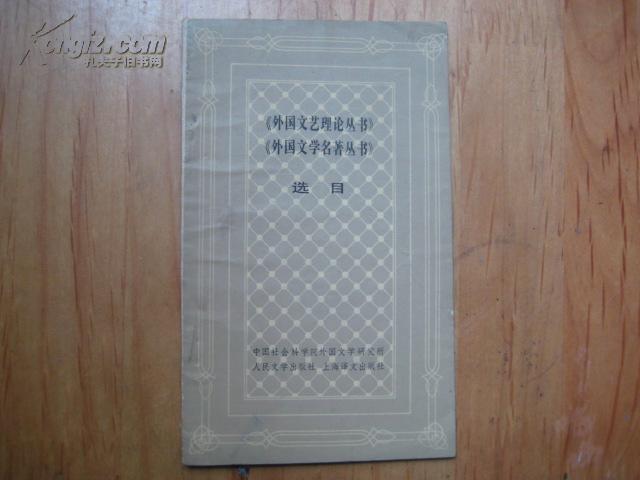 Kongfz.com
孔夫子旧书网
《外国文艺理论丛书》
《外国文学名著丛书》
选目
中国社会科学院外国文学研究所
人民文学出版社 上海译文出版社